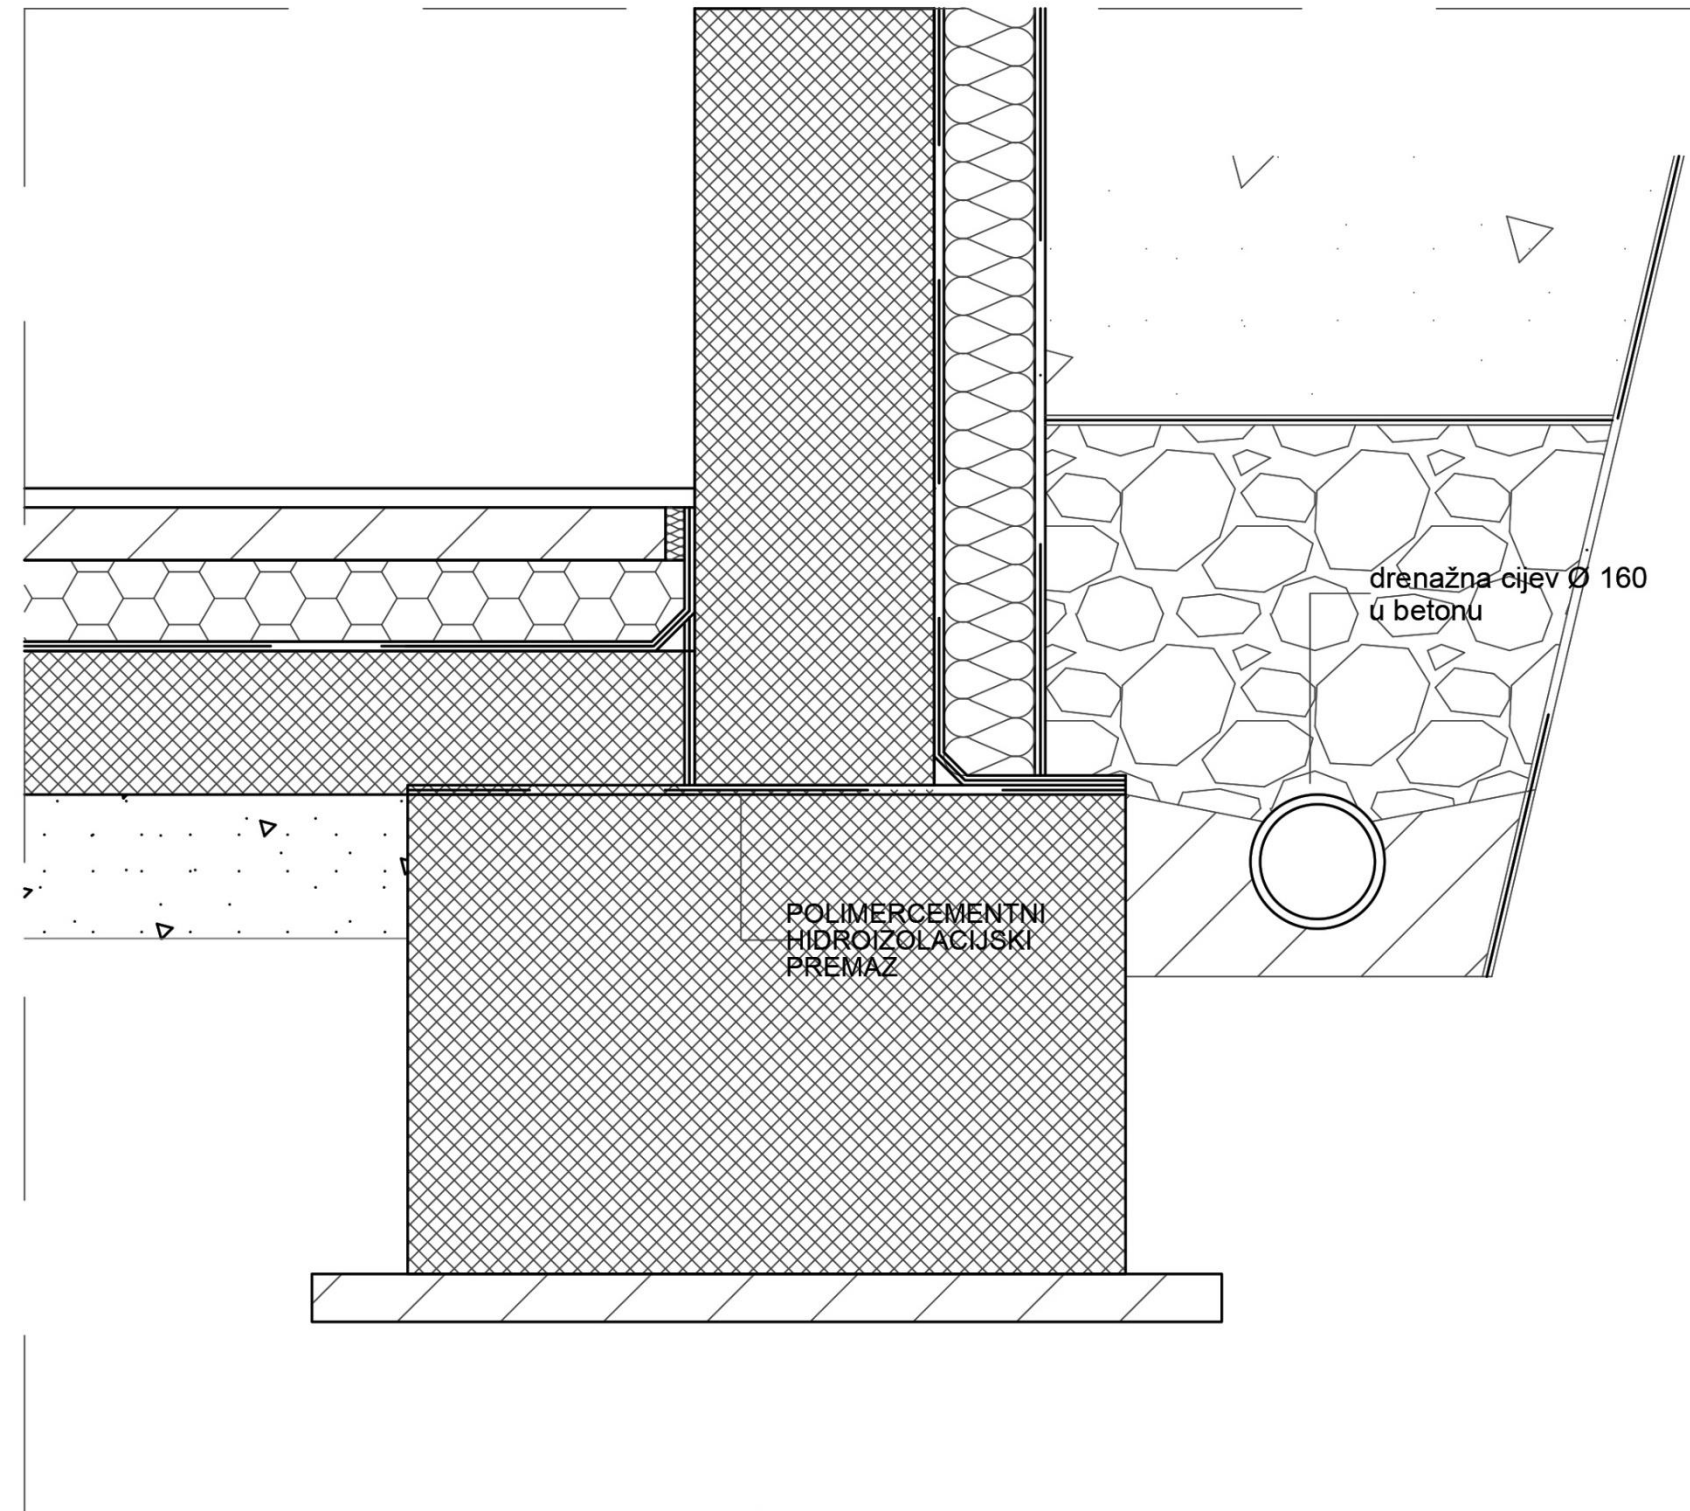 drenažna cijev Ø 160
u betonu
POLIMERCEMENTNI
HIDROIZOLACIJSKI
PREMAZ